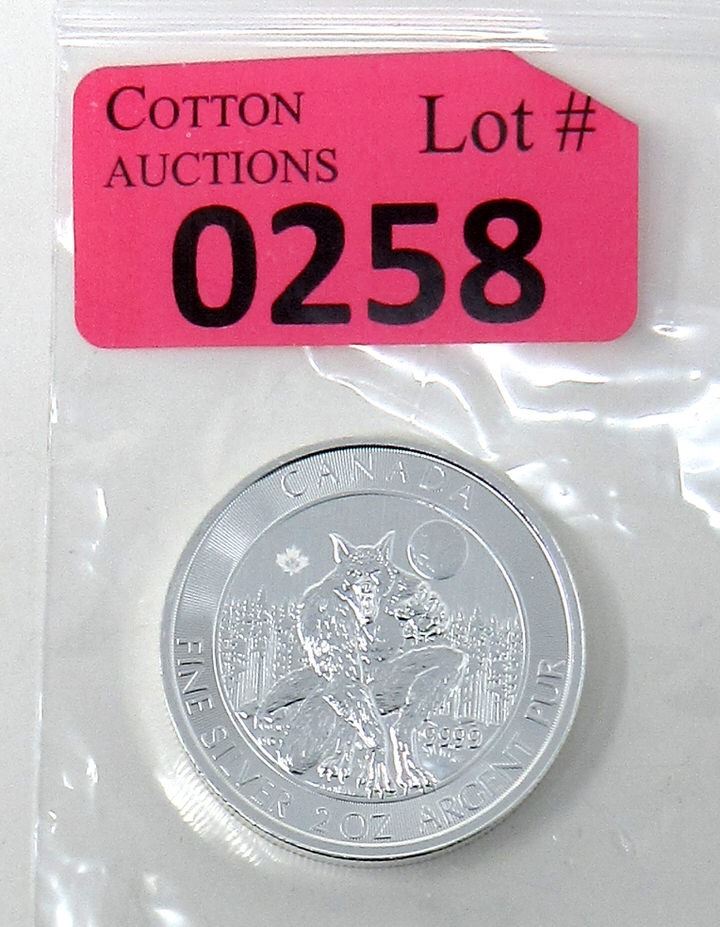 COTTON
AUCTIONS
Lot #
0258
CANADA
9999
FINE SILVER 2 OZ ARGENT PUR